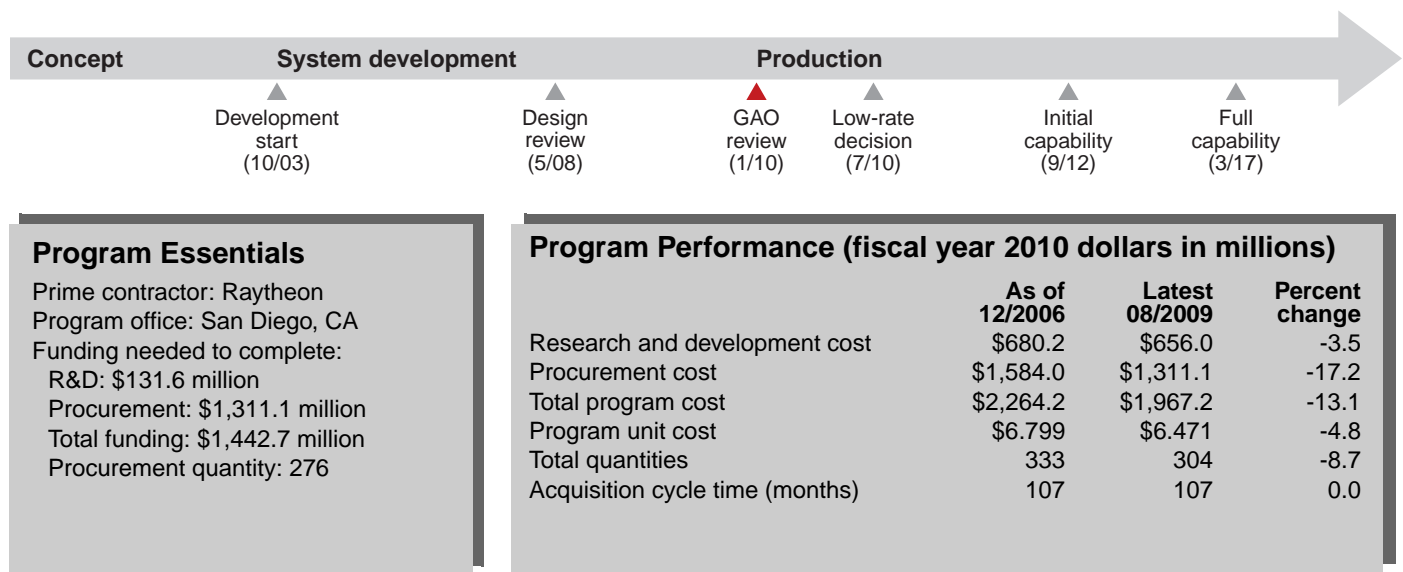 Concept System development Production
Development start (10/03)
Design review (5/08)
GAO review (1/10)
Low-rate decision (7/10)
Initial capability (9/12)
Full capability (3/17)
Program Essentials
Prime contractor: Raytheon
Program office: San Diego, CA
Funding needed to complete:
R&D: $131.6 million
Procurement: $1,311.1 million
Total funding: $1,442.7 million
Procurement quantity: 276
Program Performance (fiscal year 2010 dollars in millions)
As of 12/2006 Latest 08/2009 Percent change
Research and development cost $680.2 $656.0 -3.5
Procurement cost $1,584.0 $1,311.1 -17.2
Total program cost $2,264.2 $1,967.2 -13.1
Program unit cost $6.799 $6.471 -4.8
Total quantities 333 304 -8.7
Acquisition cycle time (months) 107 107 0.0